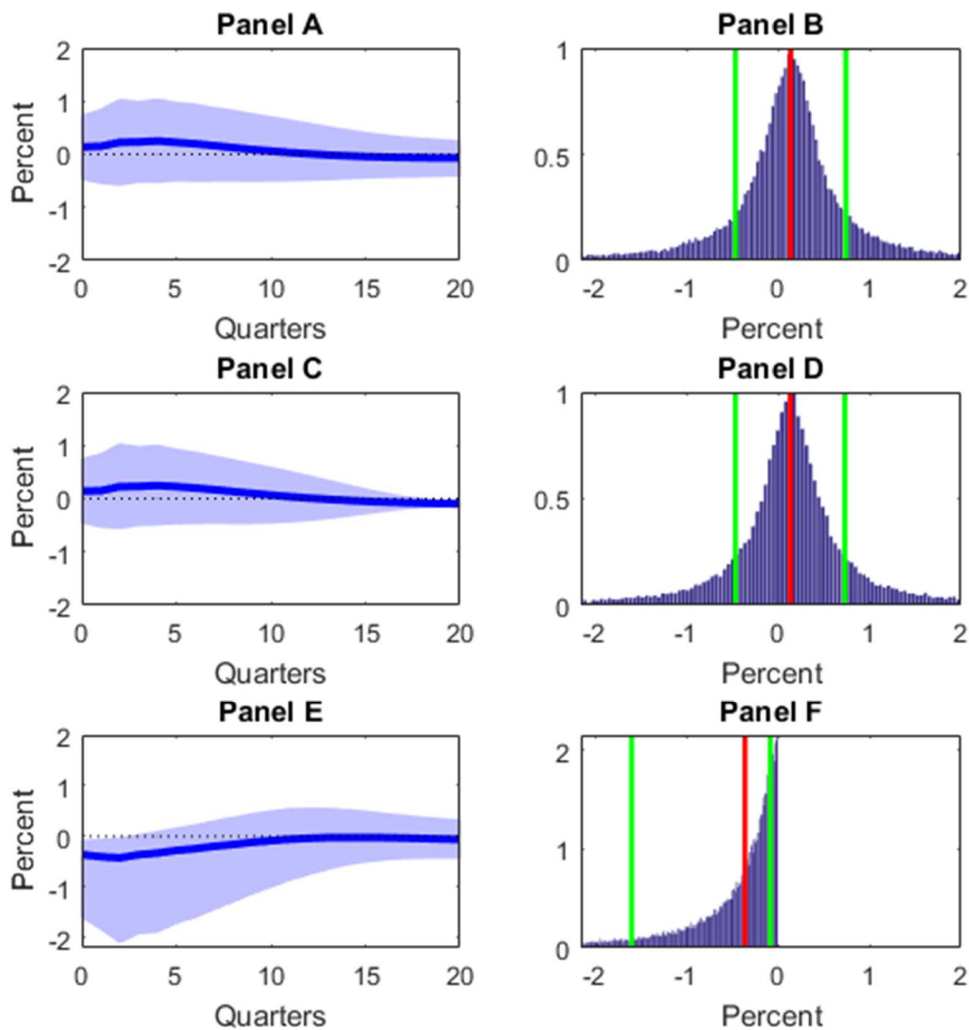 Panel A
Percent
2
1
0
-1
-2
0 5 10 15 20
Quarters
Panel B
1
0.5
0
-2 -1 0 1 2
Percent
Panel C
Percent
2
1
0
-1
-2
0 5 10 15 20
Quarters
Panel D
1
0.5
0
-2 -1 0 1 2
Percent
Panel E
Percent
2
1
0
-1
-2
0 5 10 15 20
Quarters
Panel F
2
1
0
-2 -1 0 1 2
Percent